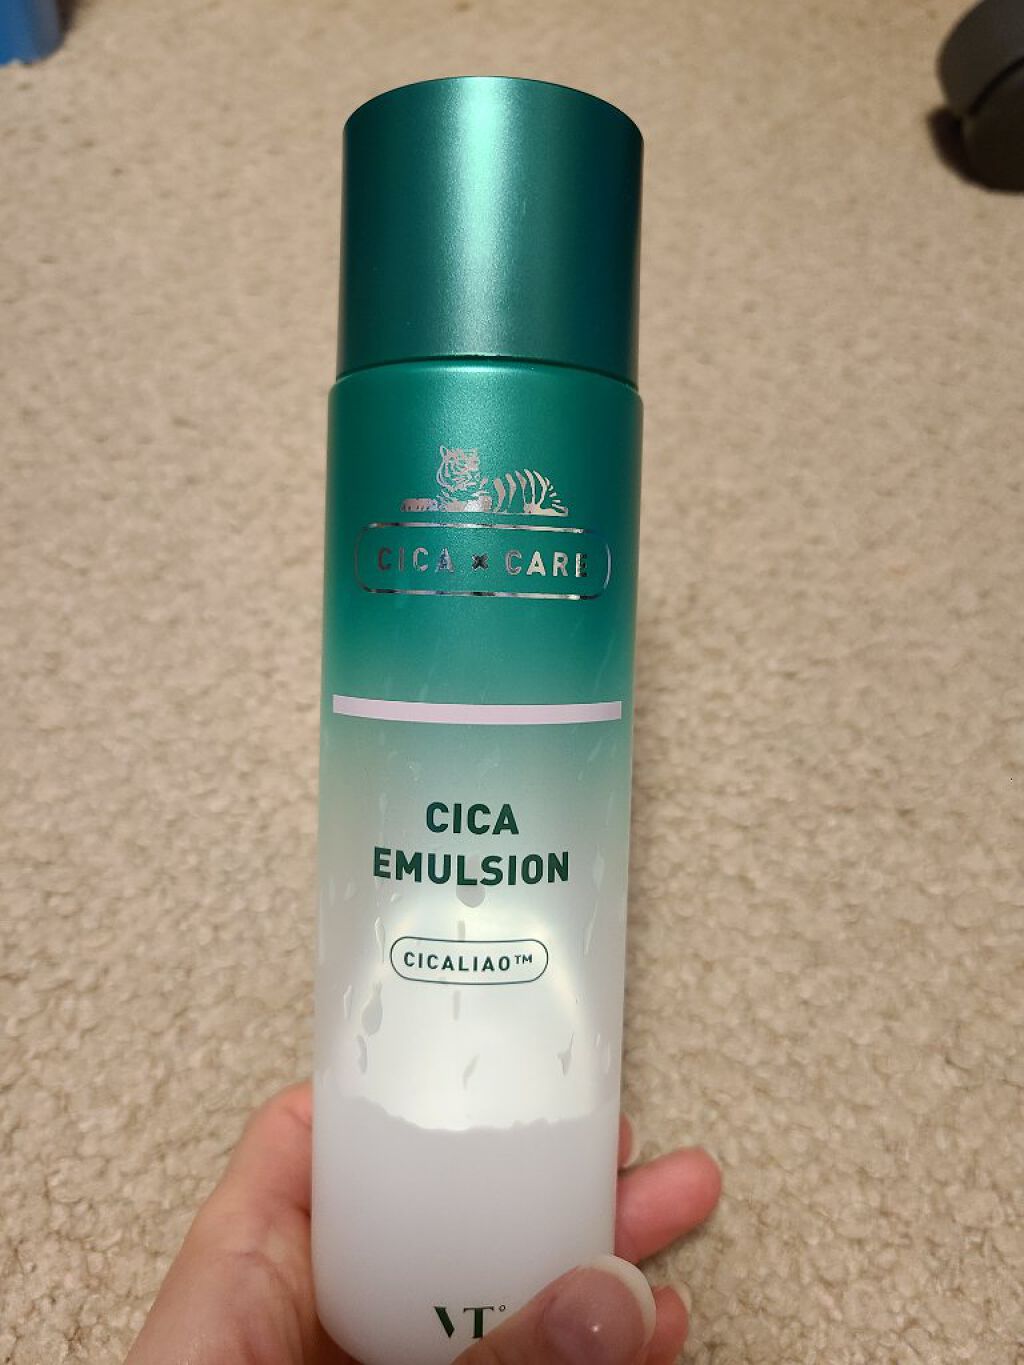 CICA × CARE
CICA
EMULSION
CICALIAO™
VT°